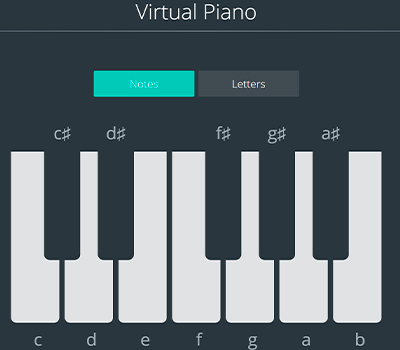 Virtual Piano
Notes Letters
c♯ d♯ f♯ g♯ a♯
c d e f g a b